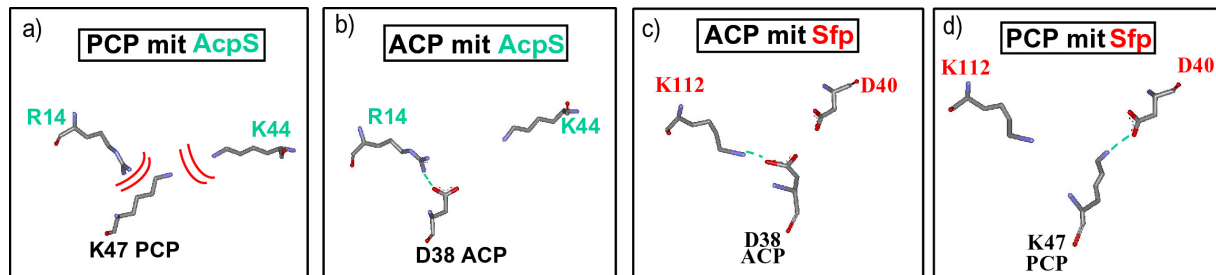 a)
PCP mit AcpS
R14
K44
K47 PCP
b)
ACP mit AcpS
R14
K44
D38 ACP
c)
ACP mit Sfp
K112
D40
D38
ACP
d)
PCP mit Sfp
K112
D40
K47
PCP